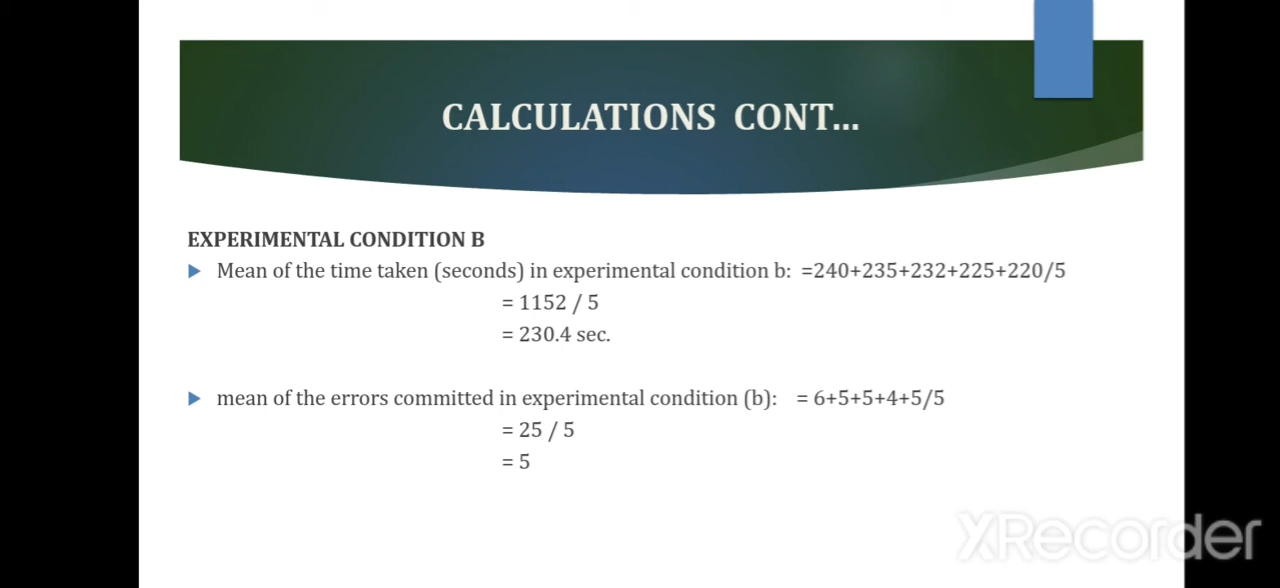 CALCULATIONS CONT...
EXPERIMENTAL CONDITION B
Mean of the time taken (seconds) in experimental condition b: =240+235+232+225+220/5
= 1152 / 5
= 230.4 sec.
mean of the errors committed in experimental condition (b): = 6+5+5+4+5/5
= 25 / 5
= 5
XRecorder